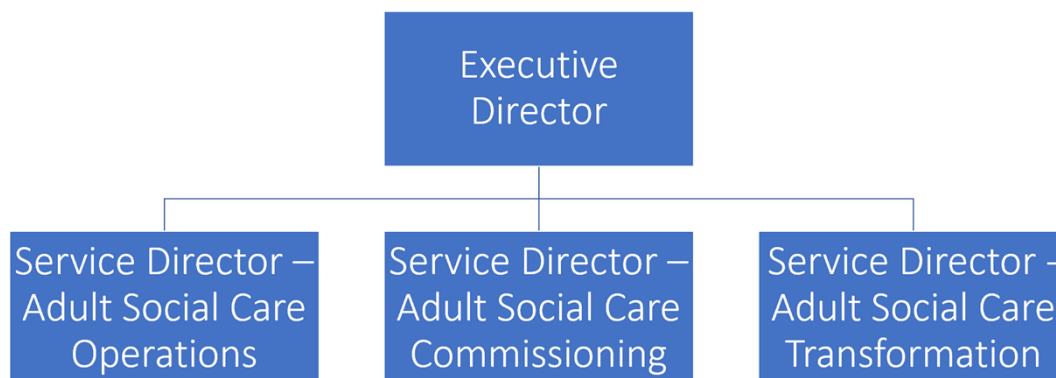 Executive
Director
Service Director –
Adult Social Care
Operations
Service Director –
Adult Social Care
Commissioning
Service Director -
Adult Social Care
Transformation